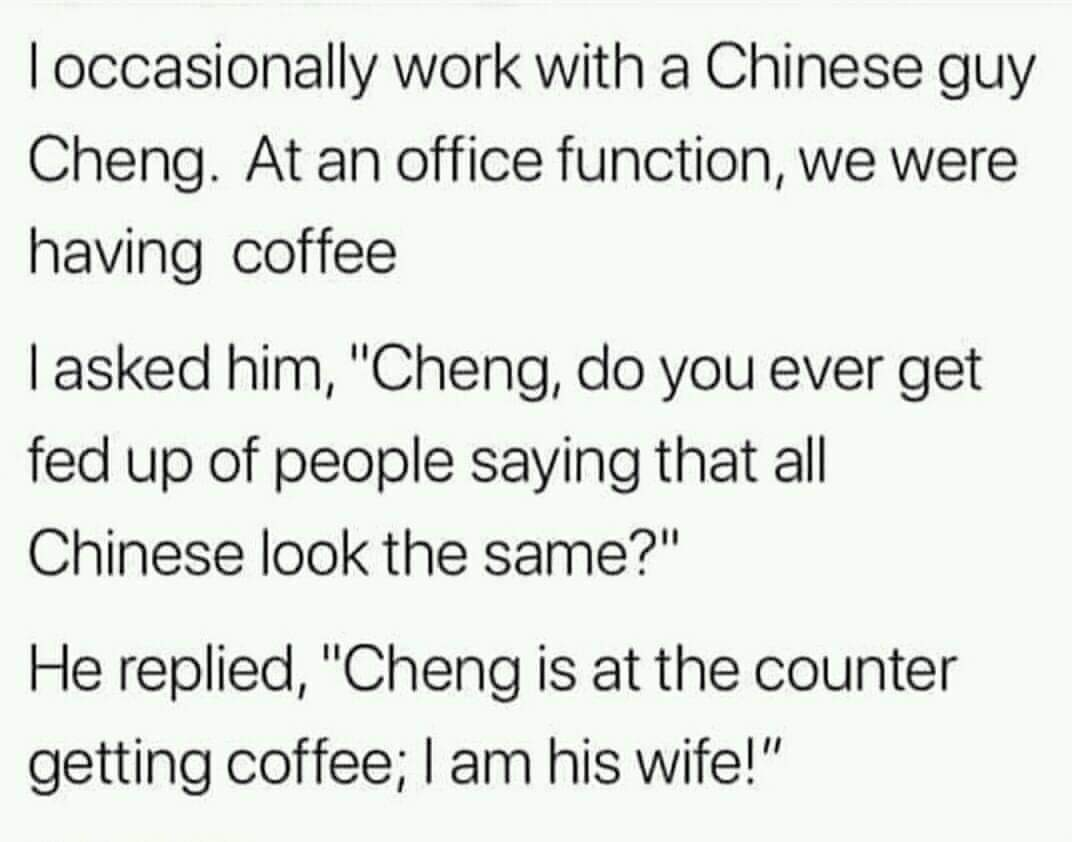 I occasionally work with a Chinese guy
Cheng.  At an office function, we were
having  coffee
I asked him, "Cheng, do you ever get
fed up of people saying that all
Chinese look the same?"
He replied, "Cheng is at the counter
getting coffee; I am his wife!"